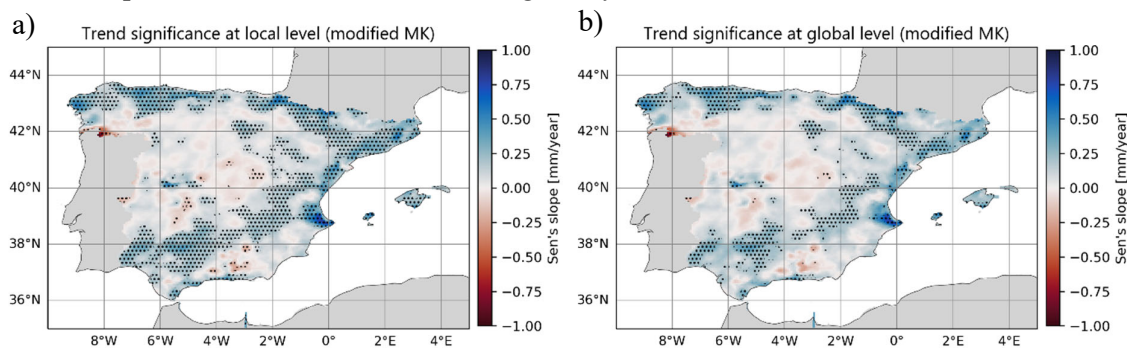 a)
Trend significance at local level (modified MK)
44°N
42°N
40°N
38°N
36°N
8°W 6°W 4°W 2°W 0°E 2°E 4°E
1.00
0.75
0.50
0.25
0.00
−0.25
−0.50
−0.75
−1.00
Sen's slope [mm/year]
b)
Trend significance at global level (modified MK)
44°N
42°N
40°N
38°N
36°N
8°W 6°W 4°W 2°W 0°E 2°E 4°E
1.00
0.75
0.50
0.25
0.00
−0.25
−0.50
−0.75
−1.00
Sen's slope [mm/year]